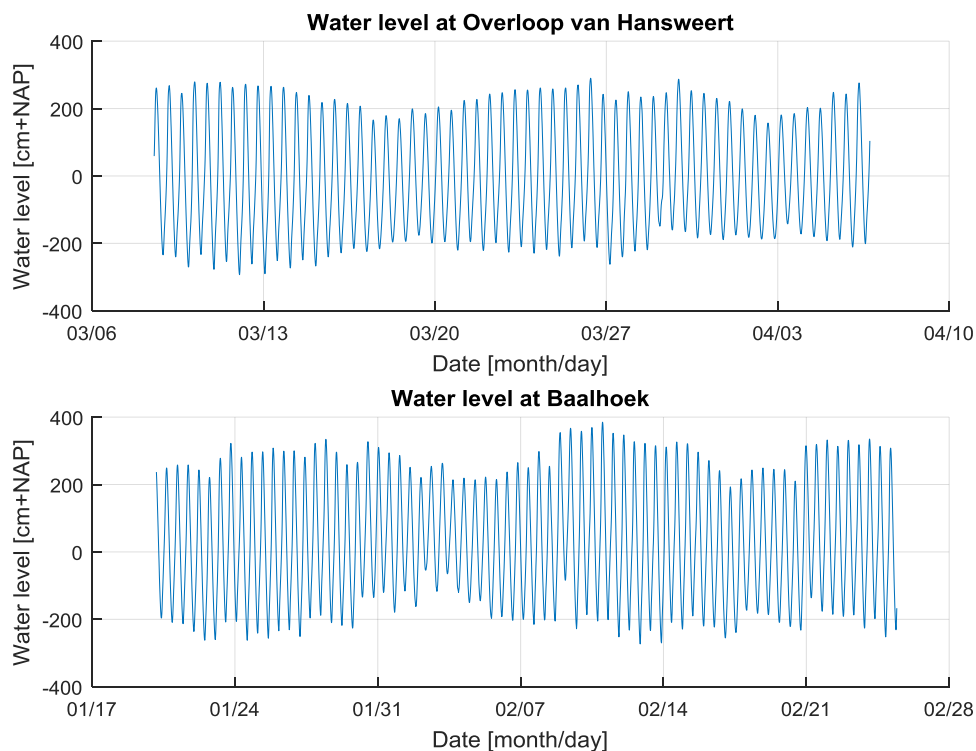 Water level at Overloop van Hansweert
Water level [cm+NAP]
400
200
0
-200
-400
03/06 03/13 03/20 03/27 04/03 04/10
Date [month/day]
Water level at Baalhoek
Water level [cm+NAP]
400
200
0
-200
-400
01/17 01/24 01/31 02/07 02/14 02/21 02/28
Date [month/day]